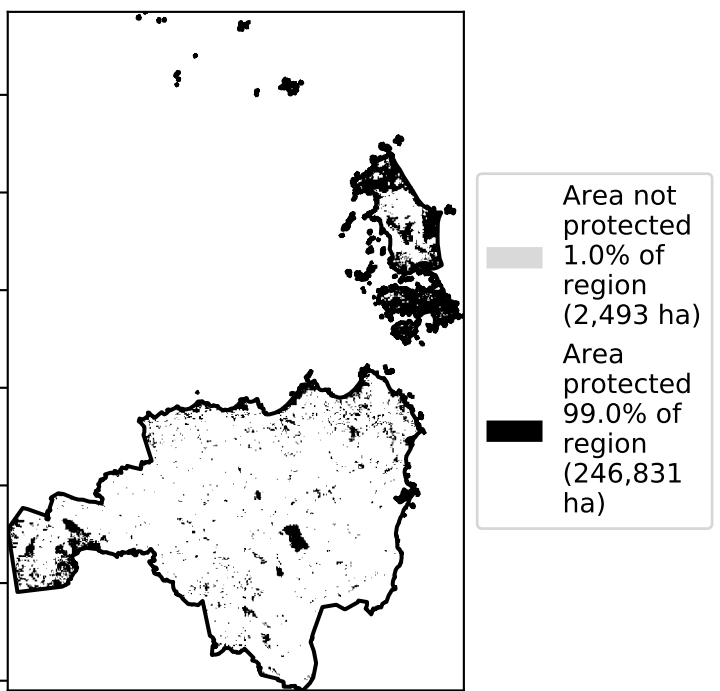 Area not
protected
1.0% of
region
(2,493 ha)
Area
protected
99.0% of
region
(246,831
ha)